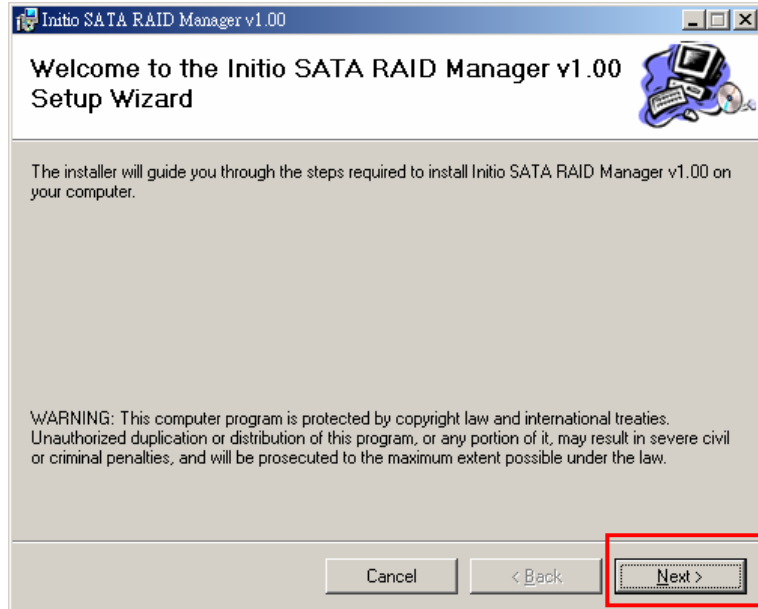 Initio SATA RAID Manager v1.00
Welcome to the Initio SATA RAID Manager v1.00
Setup Wizard
The installer will guide you through the steps required to install Initio SATA RAID Manager v1.00 on
your computer.
WARNING: This computer program is protected by copyright law and international treaties.
Unauthorized duplication or distribution of this program, or any portion of it, may result in severe civil
or criminal penalties, and will be prosecuted to the maximum extent possible under the law.
Cancel
< Back
Next >